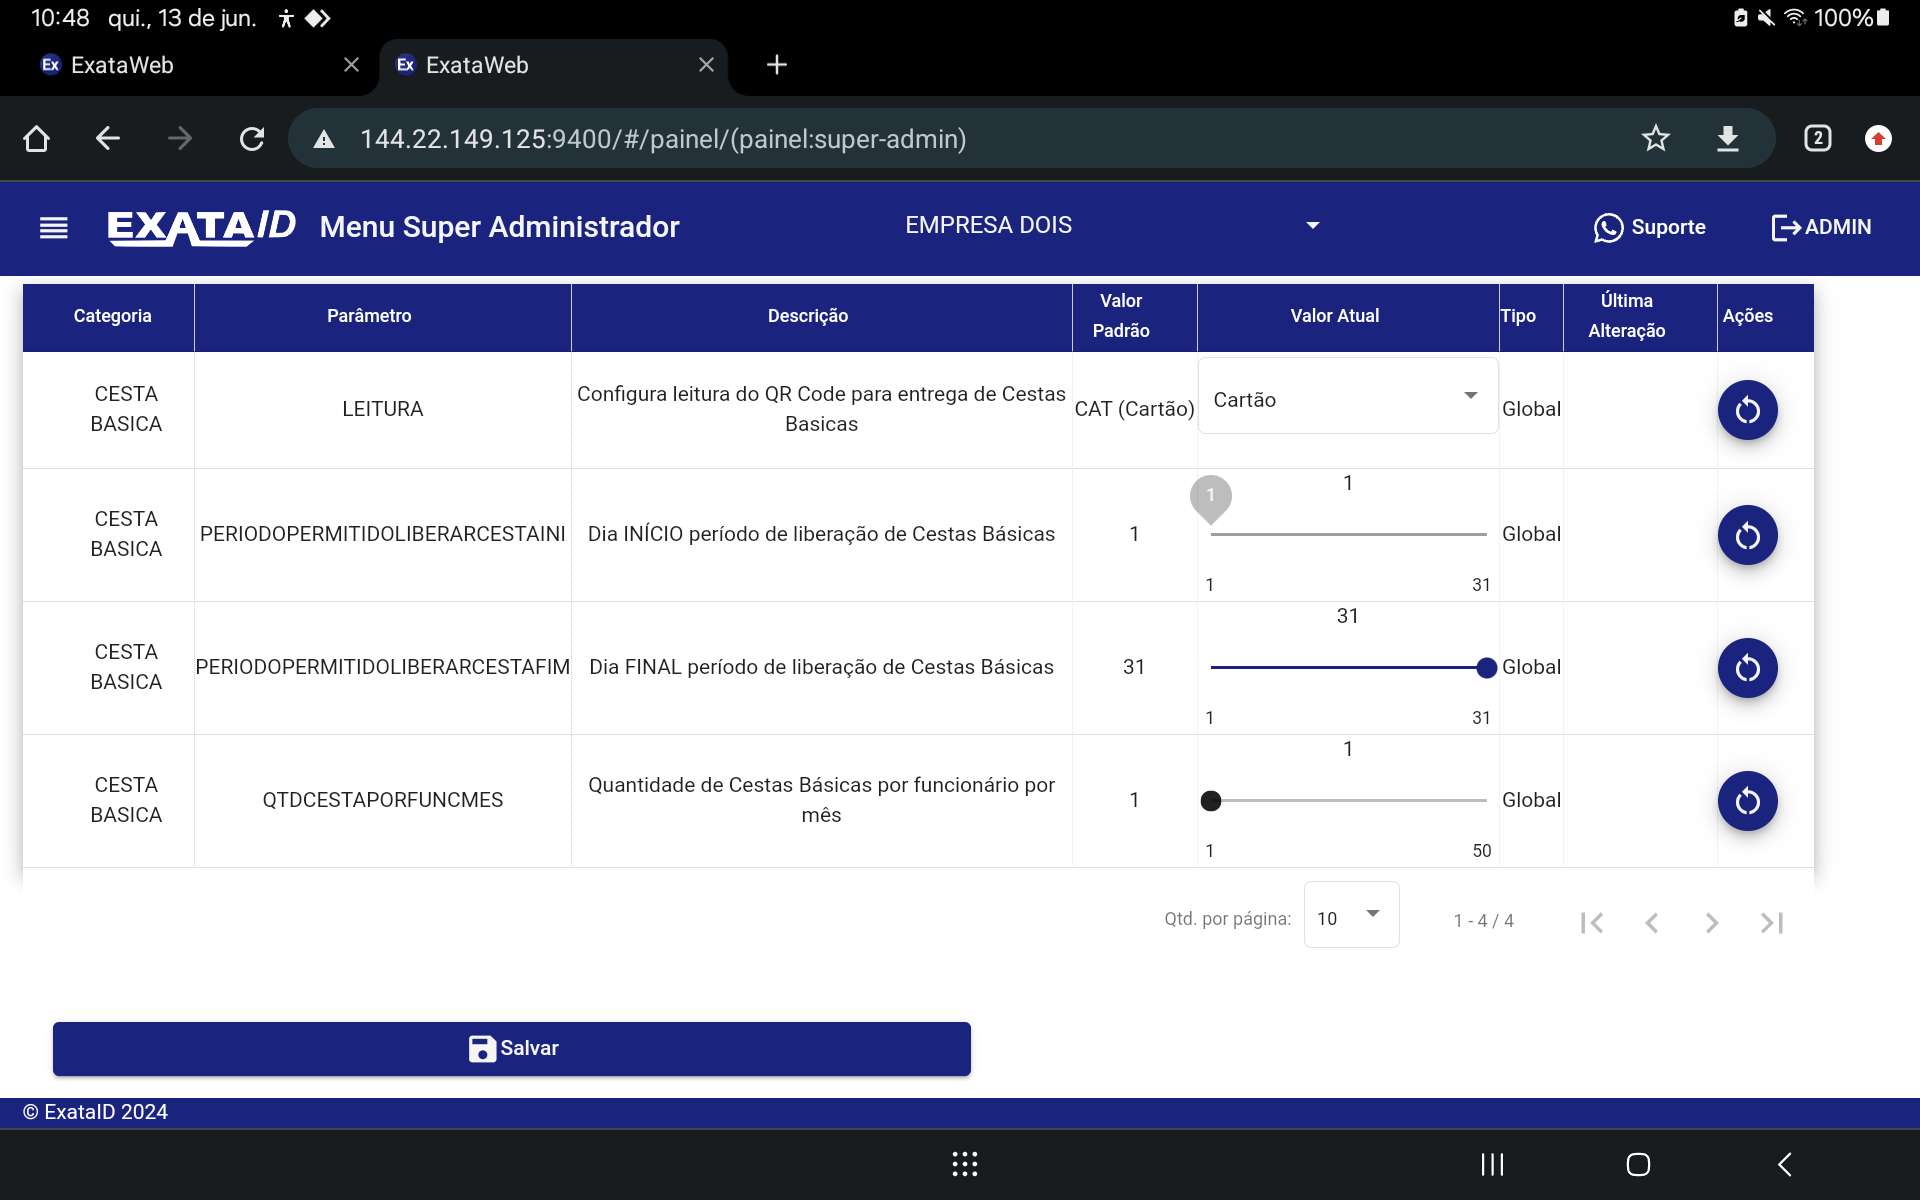 10:48 qui., 13 de jun. 100%
Ex ExataWeb
Ex ExataWeb
144.22.149.125:9400/#/painel/(painel:super-admin)
2
EXATAID
Menu Super Administrador
EMPRESA DOIS
Suporte
ADMIN
Categoria
Parâmetro
Descrição
Valor
Padrão
Valor Atual
Tipo
Última
Alteração
Ações
CESTA
BASICA
LEITURA
Configura leitura do QR Code para entrega de Cestas
Basicas
CAT (Cartão)
Cartão
Global
CESTA
BASICA
PERIODOPERMITIDOLIBERARCESTAINI
Dia INÍCIO período de liberação de Cestas Básicas
1
1
1
1
31
Global
CESTA
BASICA
PERIODOPERMITIDOLIBERARCESTAFIM
Dia FINAL período de liberação de Cestas Básicas
31
31
1
31
Global
CESTA
BASICA
QTDCESTAPORFUNCMES
Quantidade de Cestas Básicas por funcionário por
mês
1
1
1
50
Global
Qtd. por página:
10
1 - 4 / 4
Salvar
© ExataID 2024